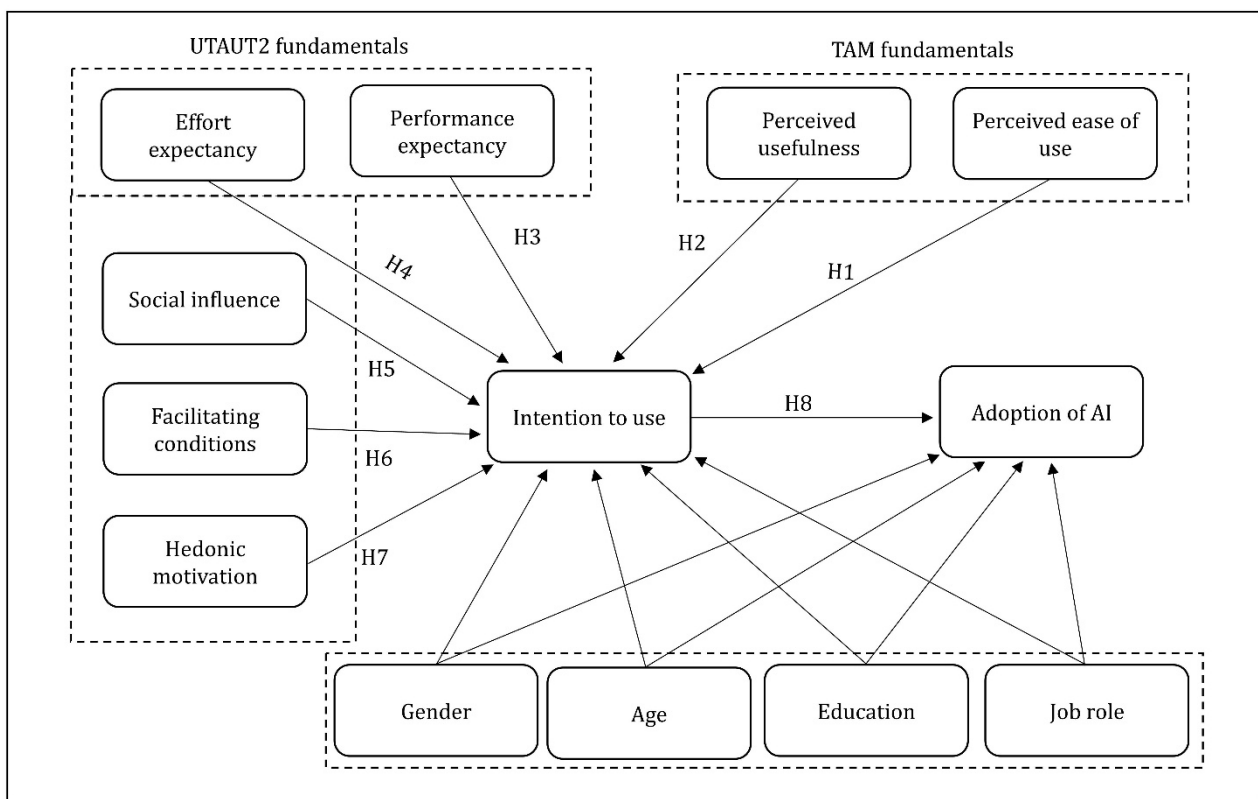 UTAUT2 fundamentals
TAM fundamentals
Effort
expectancy
Performance
expectancy
Perceived
usefulness
Perceived ease of
use
H4
H3
H2
H1
Social influence
H5
Facilitating
conditions
H6
Intention to use
H8
Adoption of AI
Hedonic
motivation
H7
Gender
Age
Education
Job role